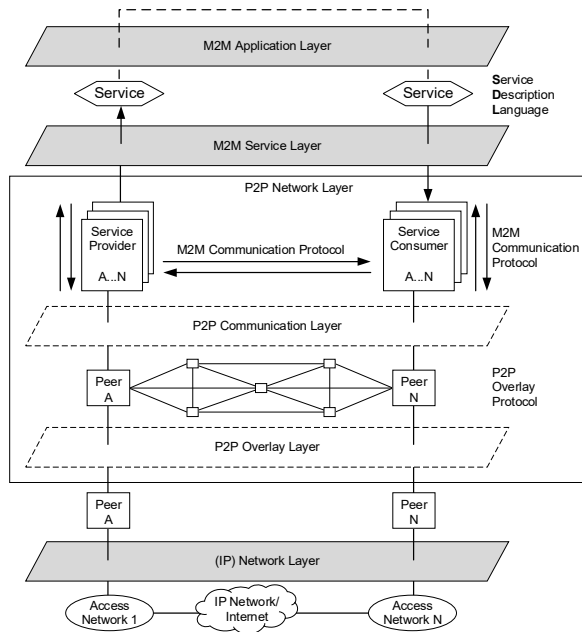 M2M Application Layer
Service
Service
Service
Description
Language
M2M Service Layer
P2P Network Layer
Service
Provider
A...N
M2M Communication Protocol
Service
Consumer
A...N
M2M
Communication
Protocol
P2P Communication Layer
Peer
A
Peer
N
P2P
Overlay
Protocol
P2P Overlay Layer
Peer
A
Peer
N
(IP) Network Layer
Access
Network 1
IP Network/
Internet
Access
Network N